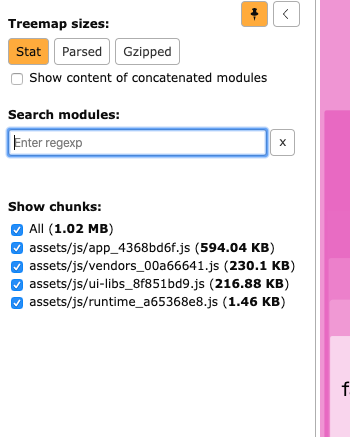 Treemap sizes:
Stat Parsed Gzipped
Show content of concatenated modules
Search modules:
Enter regexp x
Show chunks:
All (1.02 MB)
assets/js/app_4368bd6f.js (594.04 KB)
assets/js/vendors_00a66641.js (230.1 KB)
assets/js/ui-libs_8f851bd9.js (216.88 KB)
assets/js/runtime_a65368e8.js (1.46 KB)